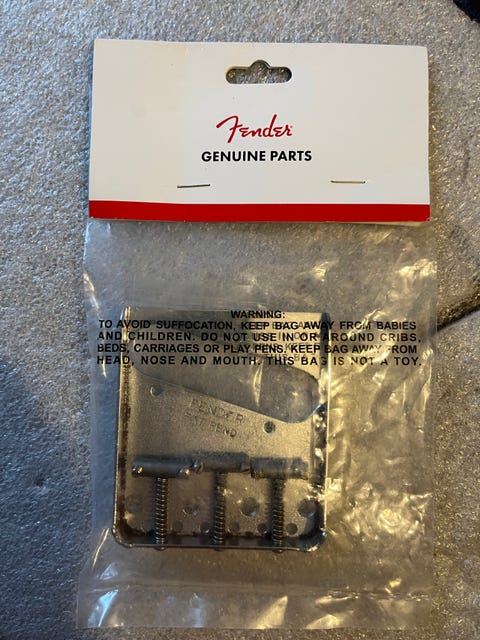 Fender
GENUINE PARTS
WARNING:
TO AVOID SUFFOCATION, KEEP BAG AWAY FROM BABIES
AND CHILDREN. DO NOT USE IN OR AROUND CRIBS,
BEDS, CARRIAGES OR PLAY PENS. KEEP BAG AWAY FROM
HEAD, NOSE AND MOUTH. THIS BAG IS NOT A TOY.
FENDER
PAT PEND